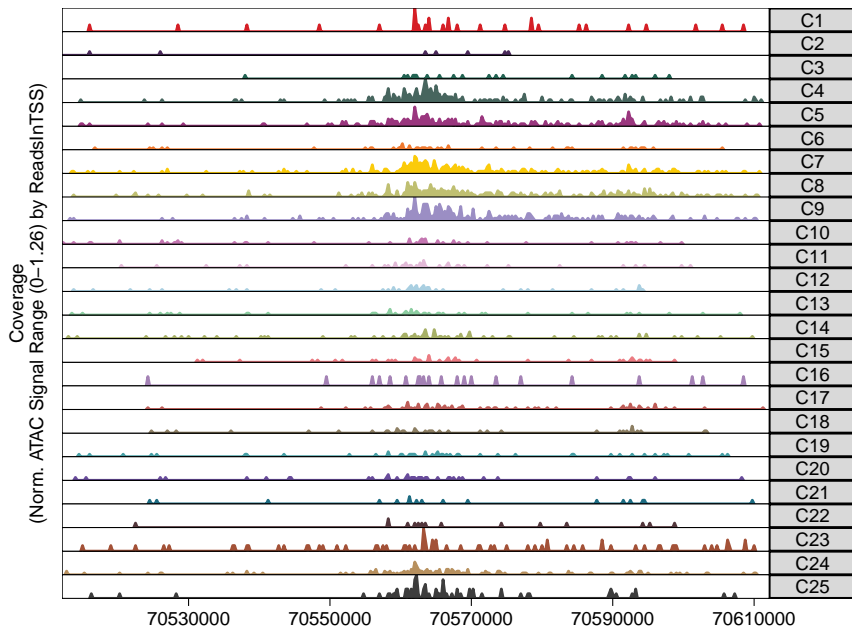 Coverage
(Norm. ATAC Signal Range (0–1.26) by ReadsInTSS)
C1
C2
C3
C4
C5
C6
C7
C8
C9
C10
C11
C12
C13
C14
C15
C16
C17
C18
C19
C20
C21
C22
C23
C24
C25
70530000 70550000 70570000 70590000 70610000